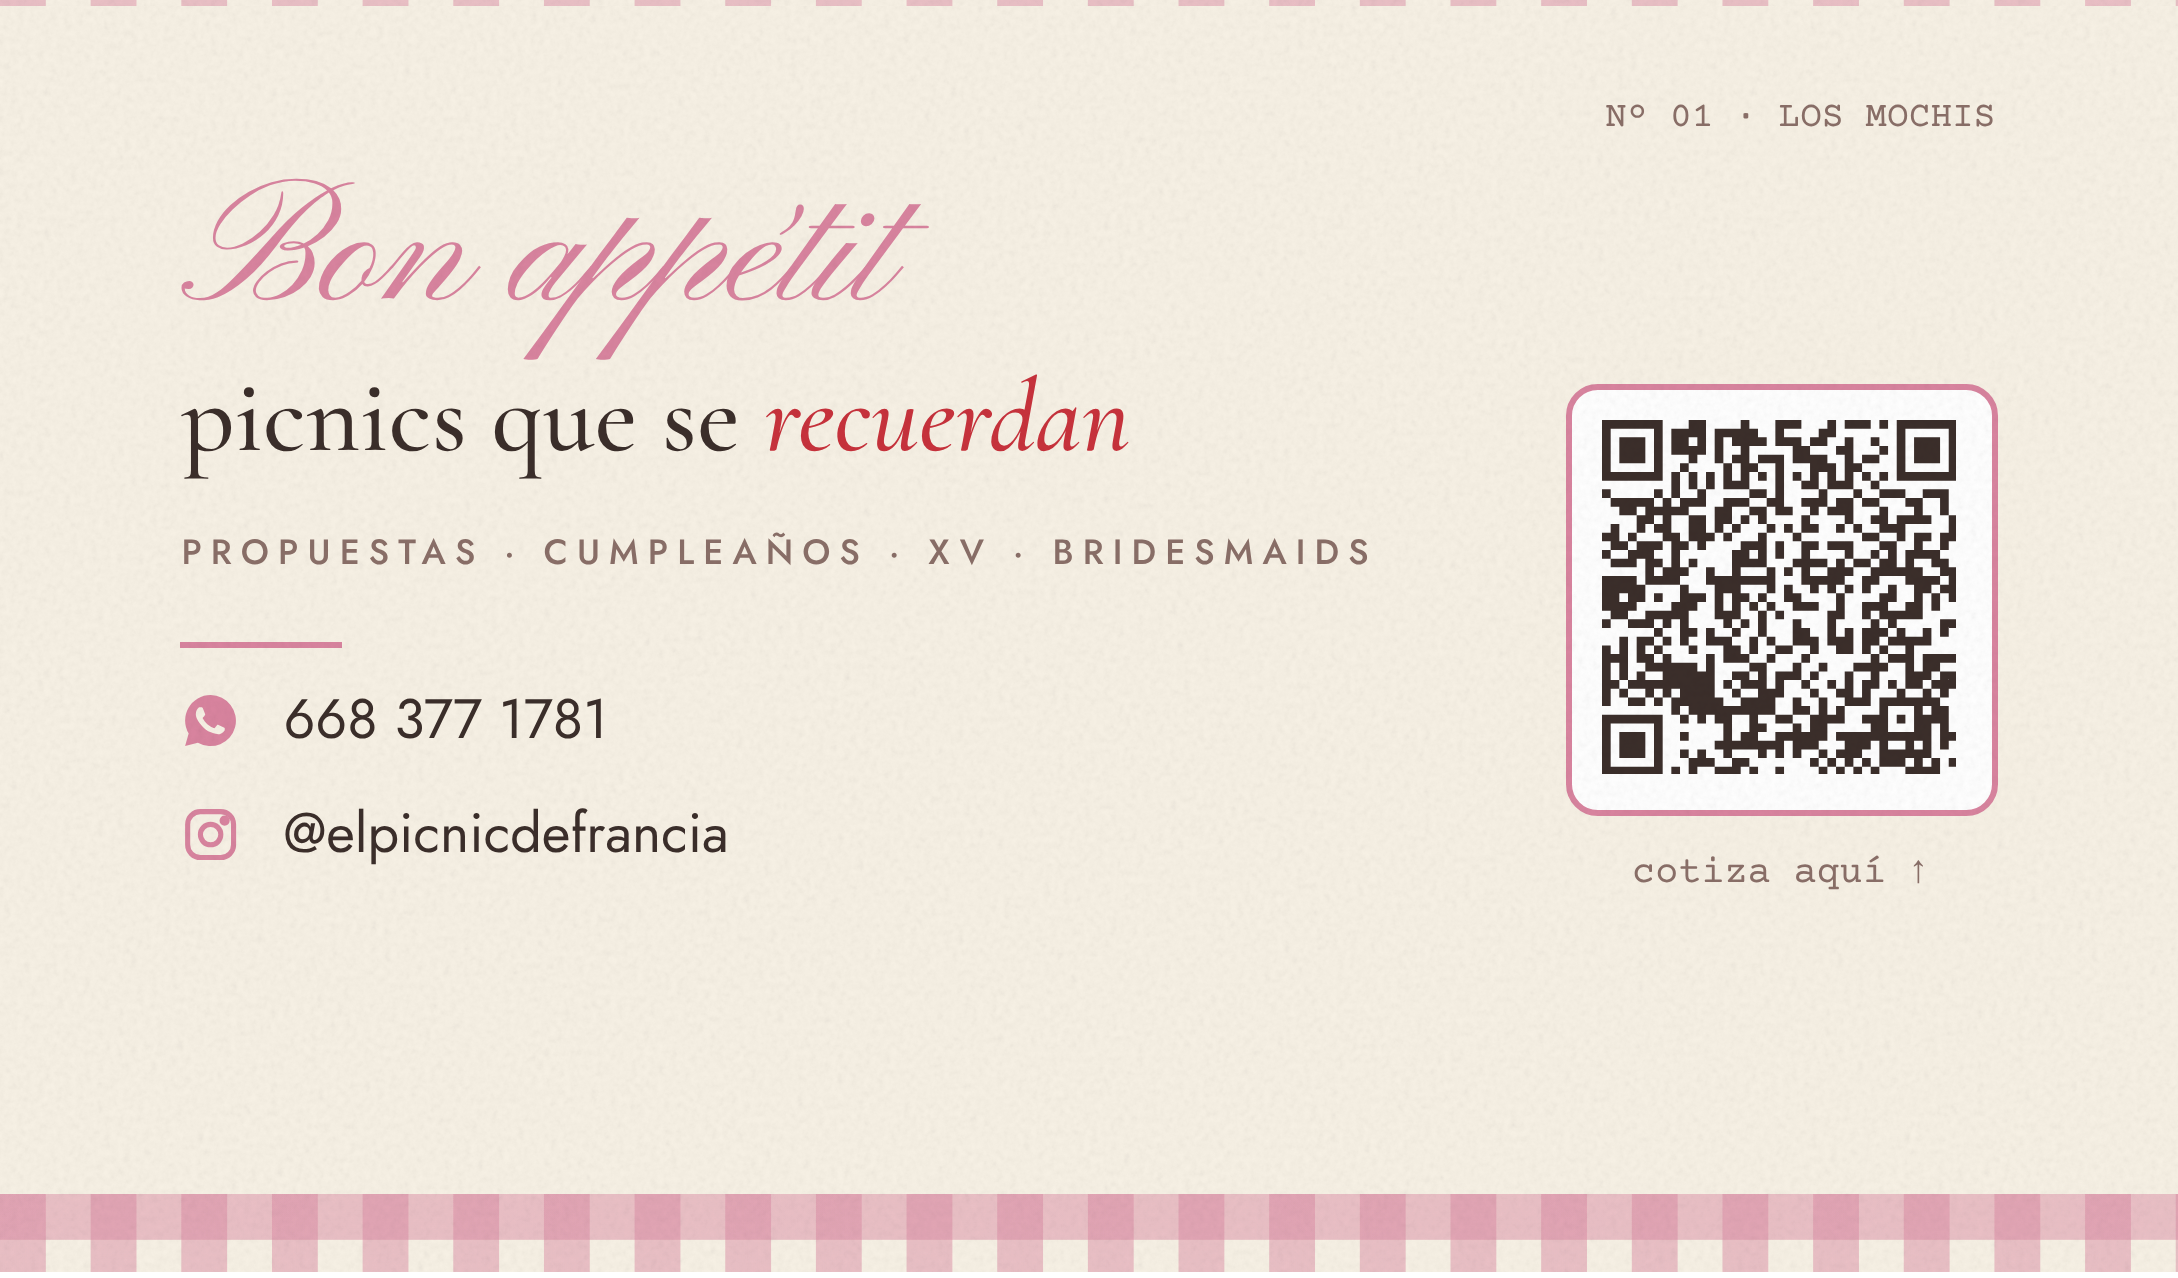 Nº 01 · LOS MOCHIS
Bon appétit
picnics que se recuerdan
PROPUESTAS · CUMPLEAÑOS · XV · BRIDESMAIDS
668 377 1781
@elpicnicdefrancia
cotiza aquí ↑